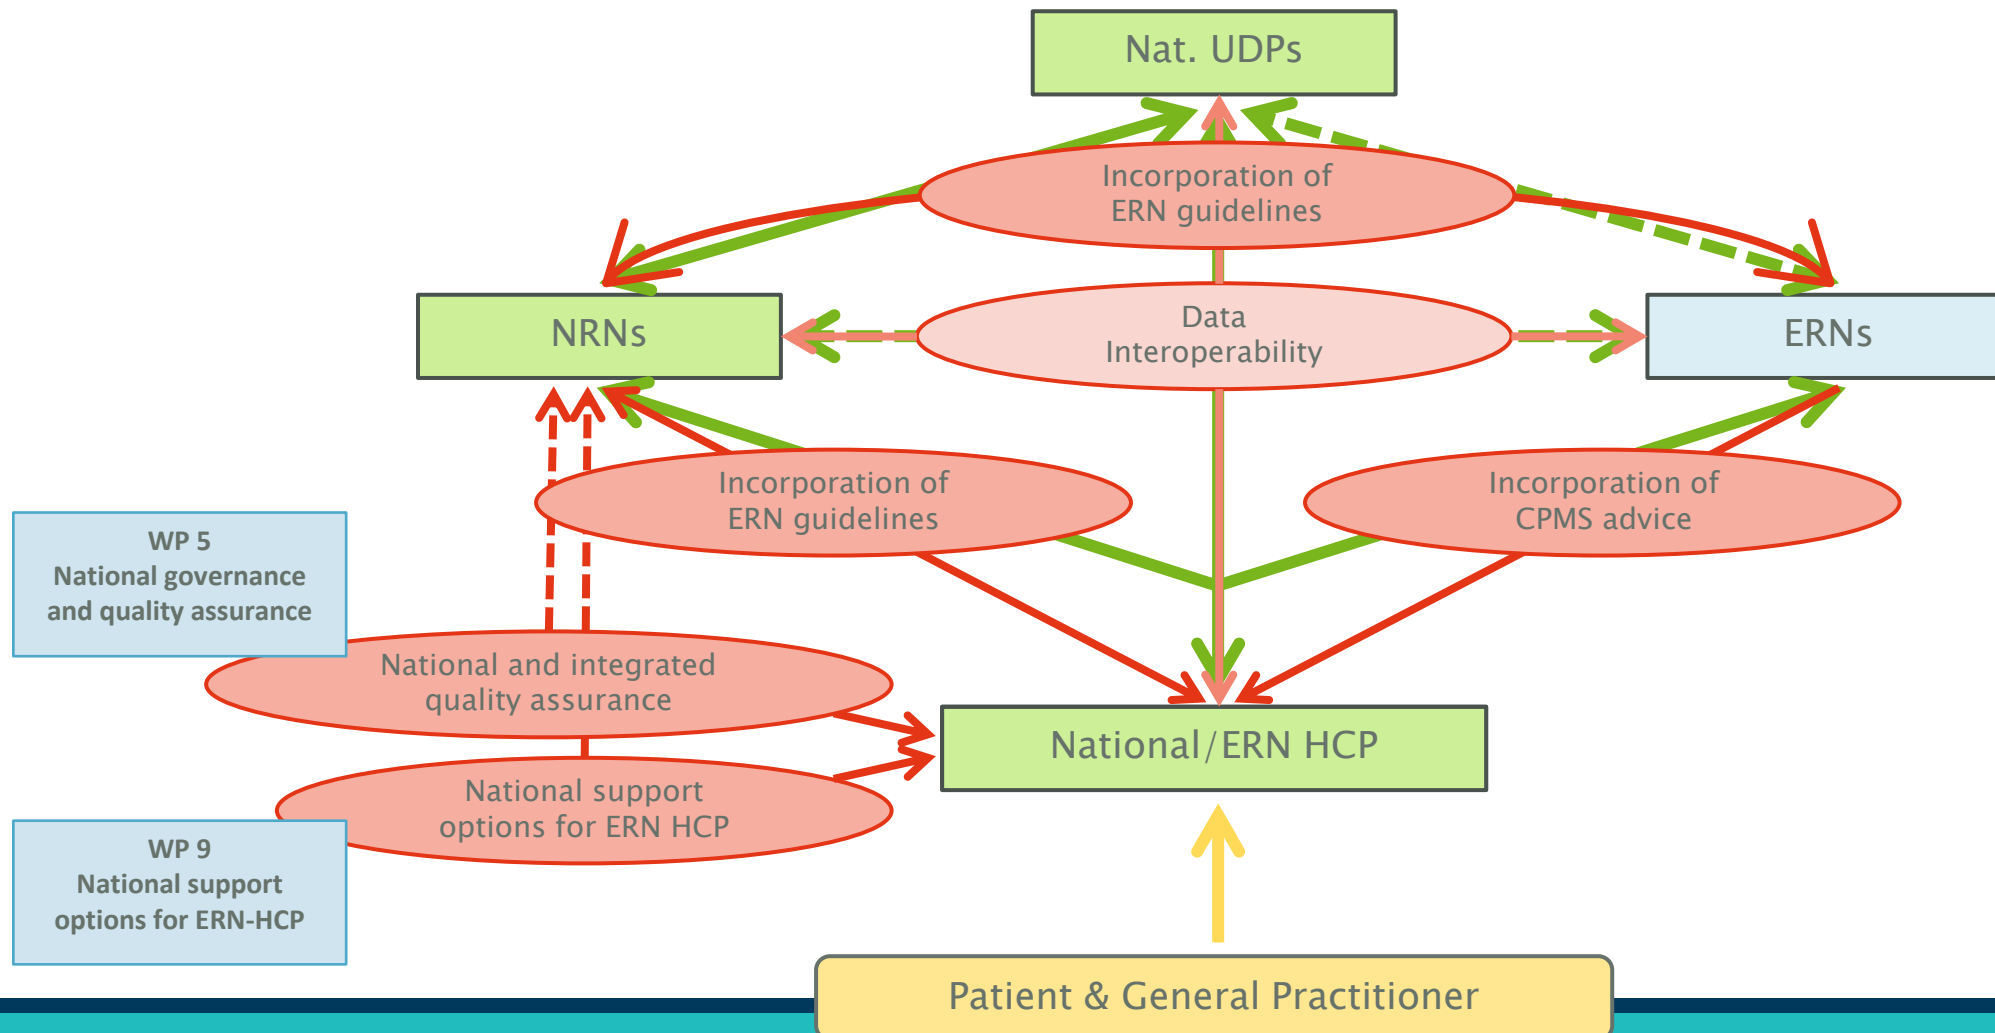 Nat. UDPs
Incorporation of
ERN guidelines
NRNs
Data
Interoperability
ERNs
Incorporation of
ERN guidelines
Incorporation of
CPMS advice
WP 5
National governance
and quality assurance
National and integrated
quality assurance
National/ERN HCP
National support
options for ERN HCP
WP 9
National support
options for ERN-HCP
Patient & General Practitioner